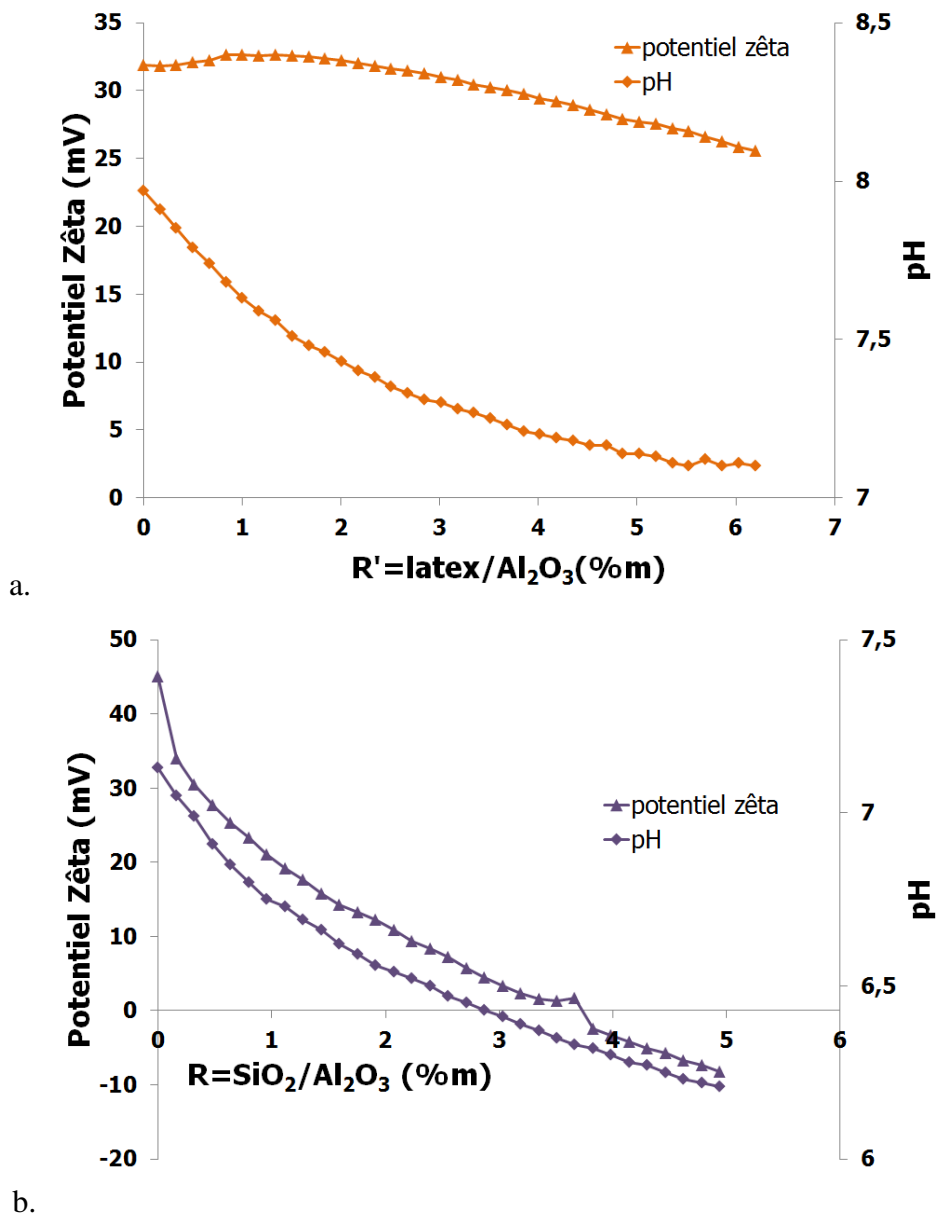 35
30
25
20
15
10
5
0
Potentiel Zêta (mV)
8,5
8
7,5
7
pH
potentiel zêta
pH
0 1 2 3 4 5 6 7
R'=latex/Al₂O₃(%m)
a.
50
40
30
20
10
0
-10
-20
Potentiel Zêta (mV)
7,5
7
6,5
6
pH
potentiel zêta
pH
0 1 2 3 4 5 6
R=SiO₂/Al₂O₃ (%m)
b.